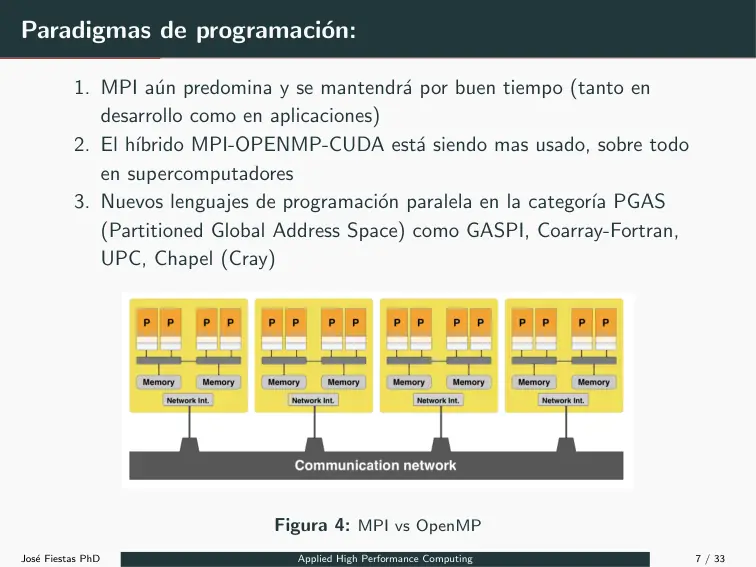 Paradigmas de programación:
1. MPI aún predomina y se mantendrá por buen tiempo (tanto en
desarrollo como en aplicaciones)
2. El híbrido MPI-OPENMP-CUDA está siendo mas usado, sobre todo
en supercomputadores
3. Nuevos lenguajes de programación paralela en la categoría PGAS
(Partitioned Global Address Space) como GASPI, Coarray-Fortran,
UPC, Chapel (Cray)
P P P P P P P P P P P P P P P P
Memory Memory Memory Memory Memory Memory Memory Memory
Network Int. Network Int. Network Int. Network Int.
Communication network
Figura 4: MPI vs OpenMP
José Fiestas PhD Applied High Performance Computing 7 / 33